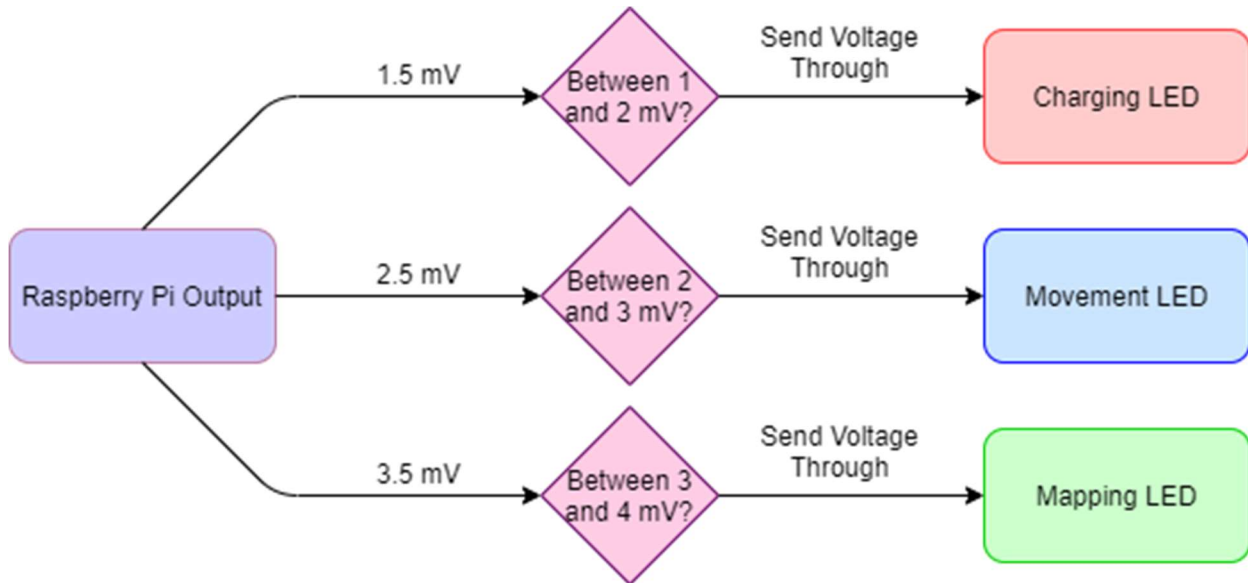 Raspberry Pi Output
1.5 mV
Between 1
and 2 mV?
Send Voltage
Through
Charging LED
2.5 mV
Between 2
and 3 mV?
Send Voltage
Through
Movement LED
3.5 mV
Between 3
and 4 mV?
Send Voltage
Through
Mapping LED